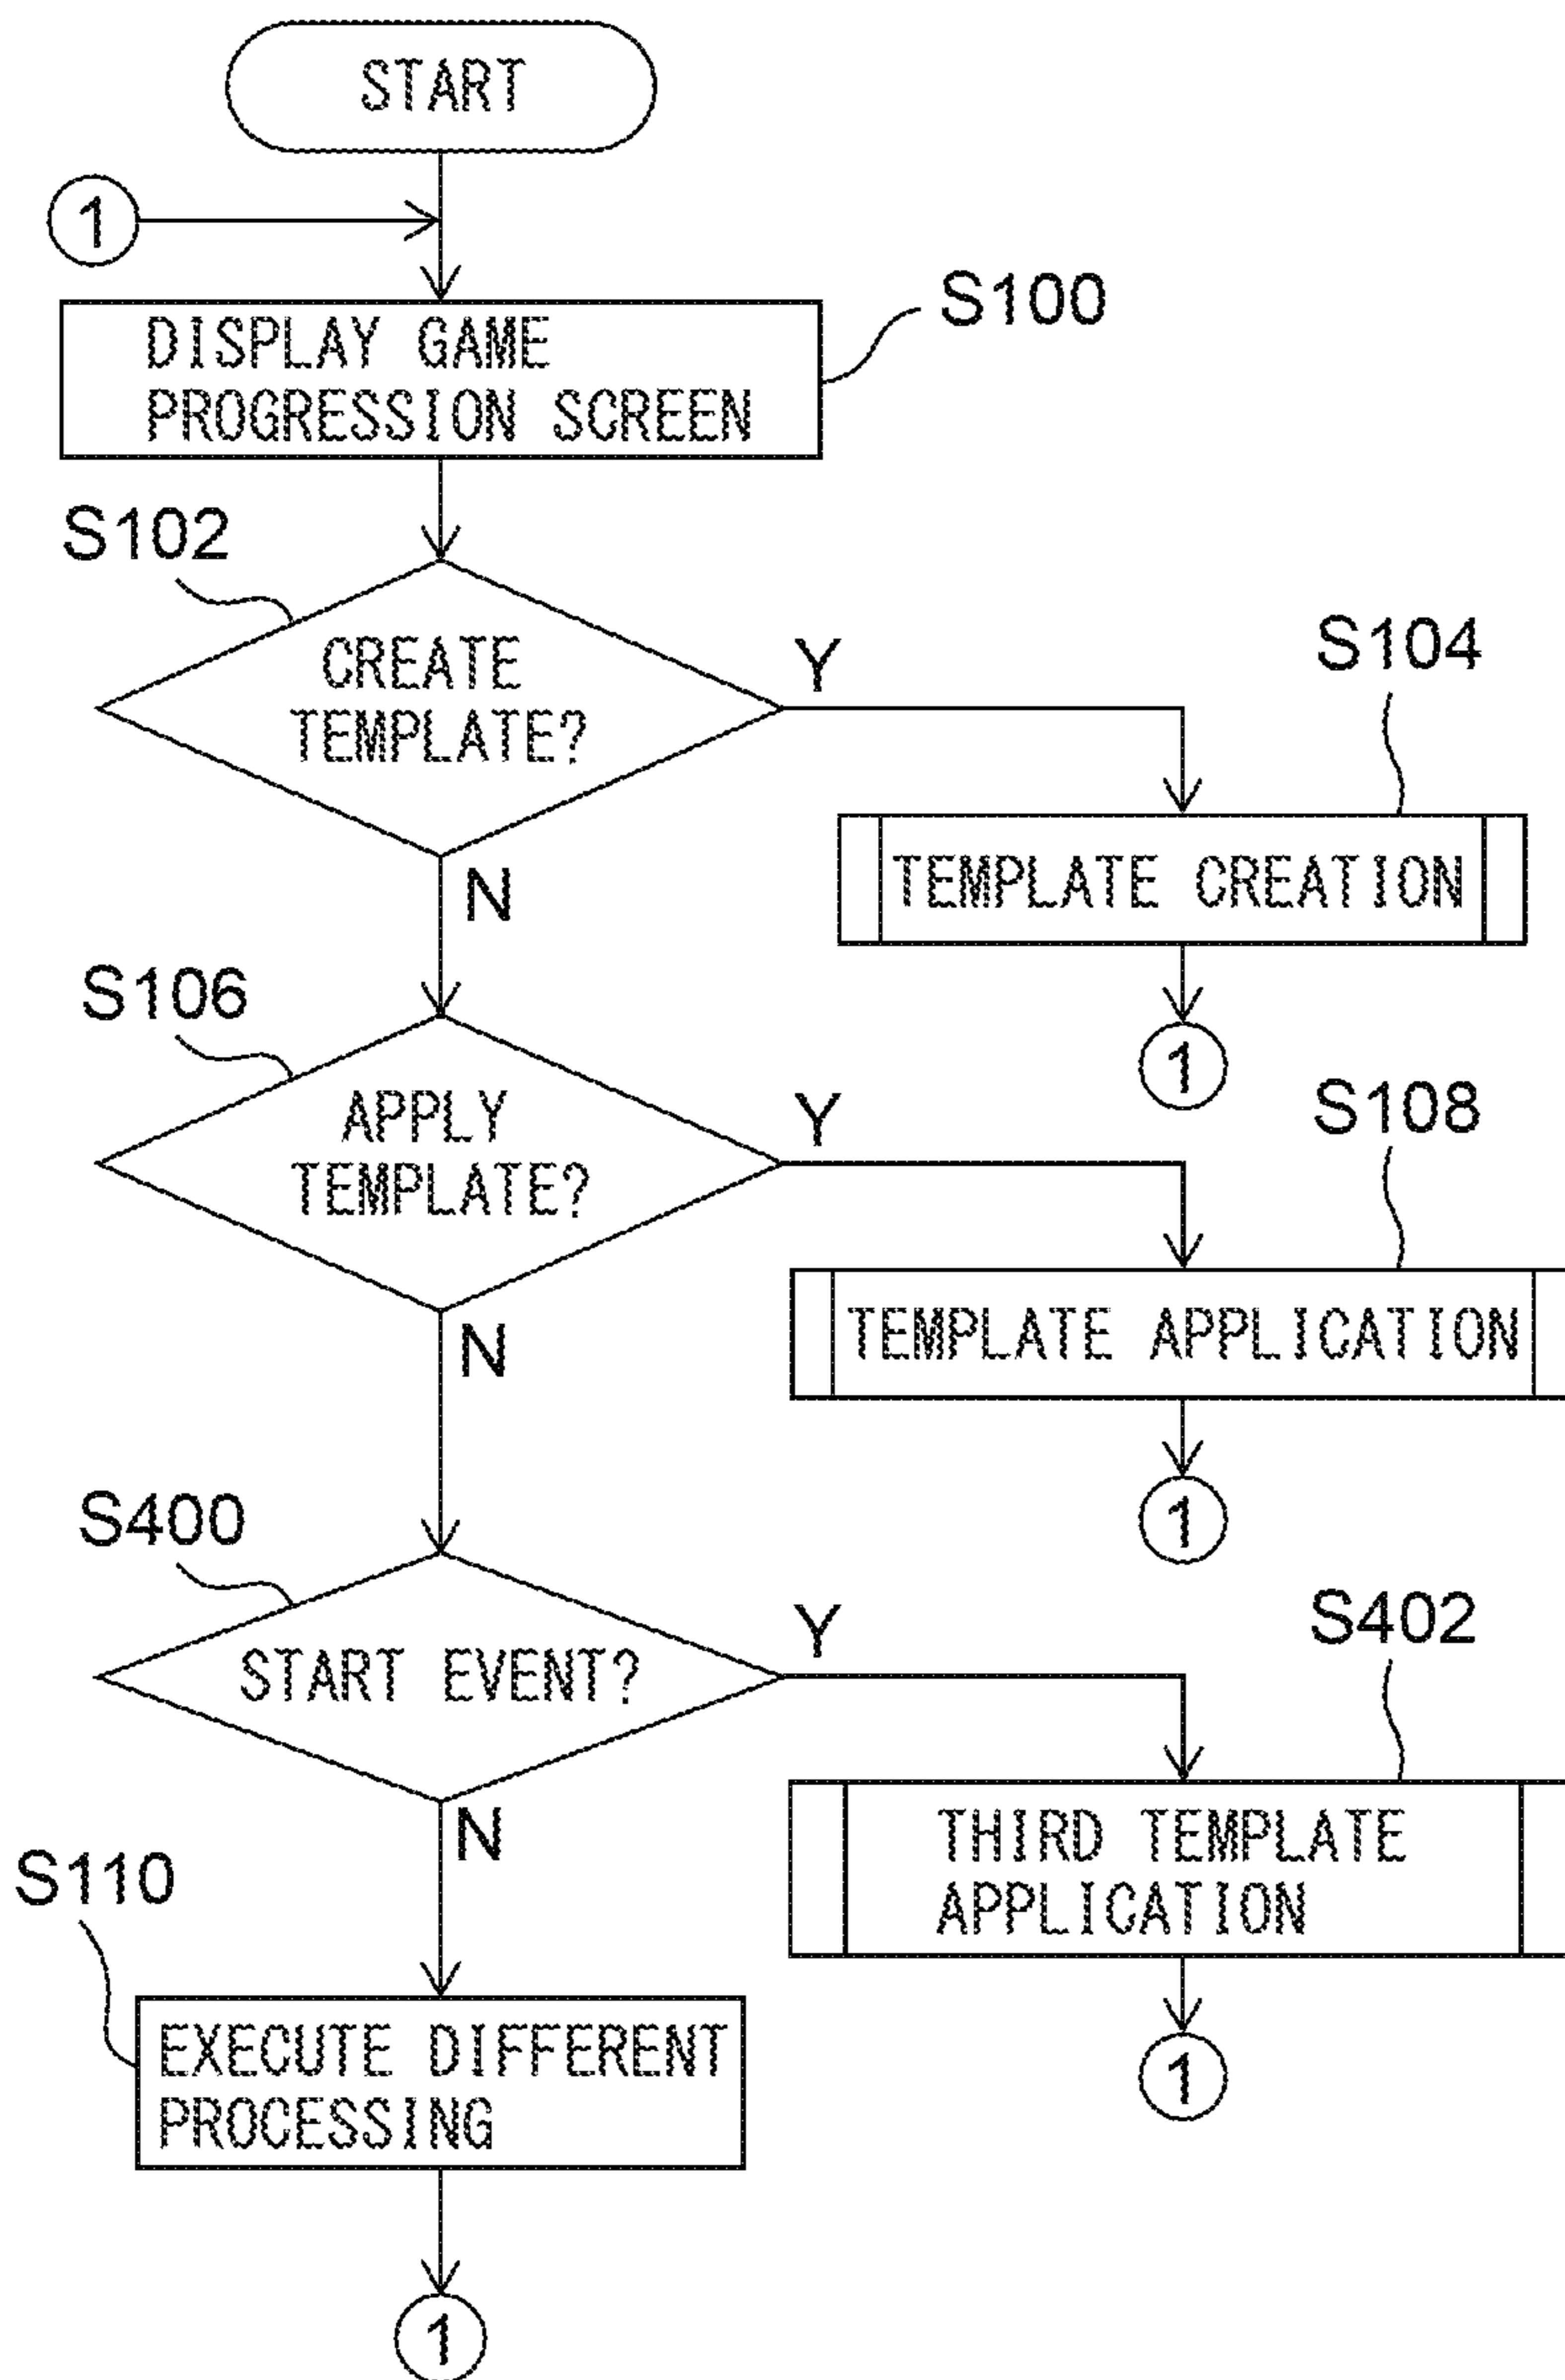 START
1
S100
DISPLAY GAME
PROGRESSION SCREEN
S102
CREATE
TEMPLATE?
Y
S104
TEMPLATE CREATION
1
N
S106
APPLY
TEMPLATE?
Y
S108
TEMPLATE APPLICATION
1
N
S400
START EVENT?
Y
S402
THIRD TEMPLATE
APPLICATION
1
N
S110
EXECUTE DIFFERENT
PROCESSING
1